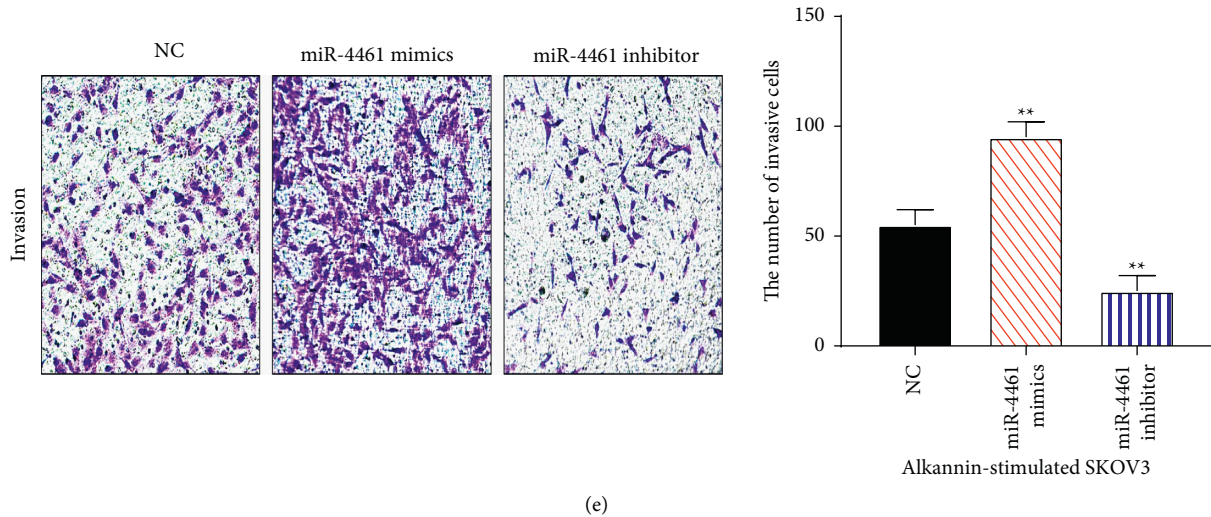 NC
miR-4461 mimics
miR-4461 inhibitor
Invasion
The number of invasive cells
150
100
50
0
**
**
NC
miR-4461
mimics
miR-4461
inhibitor
Alkannin-stimulated SKOV3
(e)